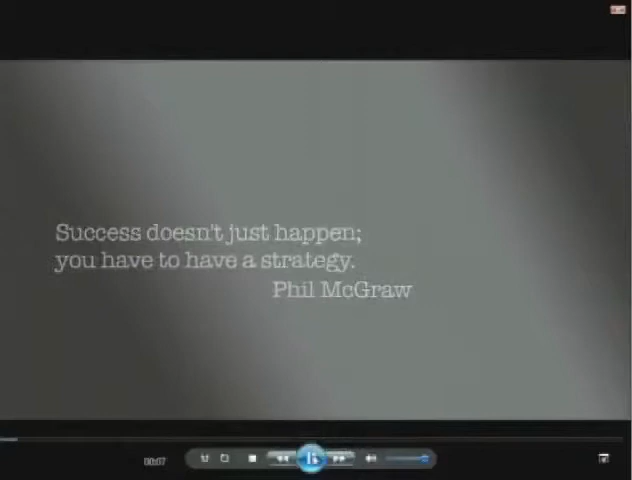 Success doesn't just happen;
you have to have a strategy.
Phil McGraw
00:07